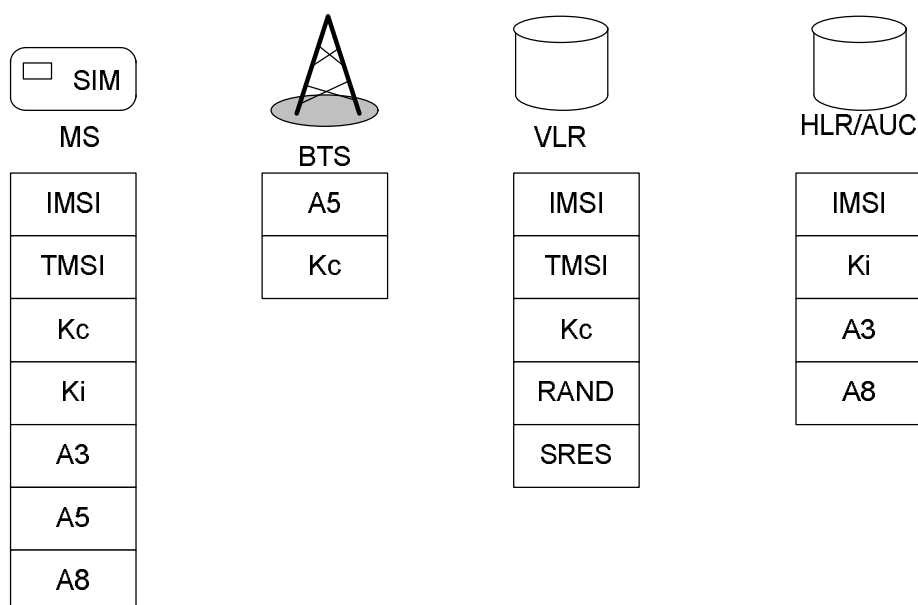 SIM
MS
IMSI
TMSI
Kc
Ki
A3
A5
A8
BTS
A5
Kc
VLR
IMSI
TMSI
Kc
RAND
SRES
HLR/AUC
IMSI
Ki
A3
A8